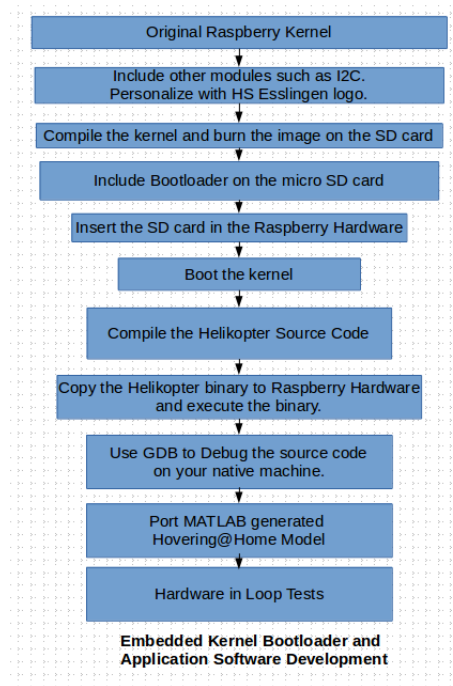 Original Raspberry Kernel
Include other modules such as I2C.
Personalize with HS Esslingen logo.
Compile the kernel and burn the image on the SD card
Include Bootloader on the micro SD card
Insert the SD card in the Raspberry Hardware
Boot the kernel
Compile the Helikopter Source Code
Copy the Helikopter binary to Raspberry Hardware
and execute the binary.
Use GDB to Debug the source code
on your native machine.
Port MATLAB generated
Hovering@Home Model
Hardware in Loop Tests
Embedded Kernel Bootloader and
Application Software Development